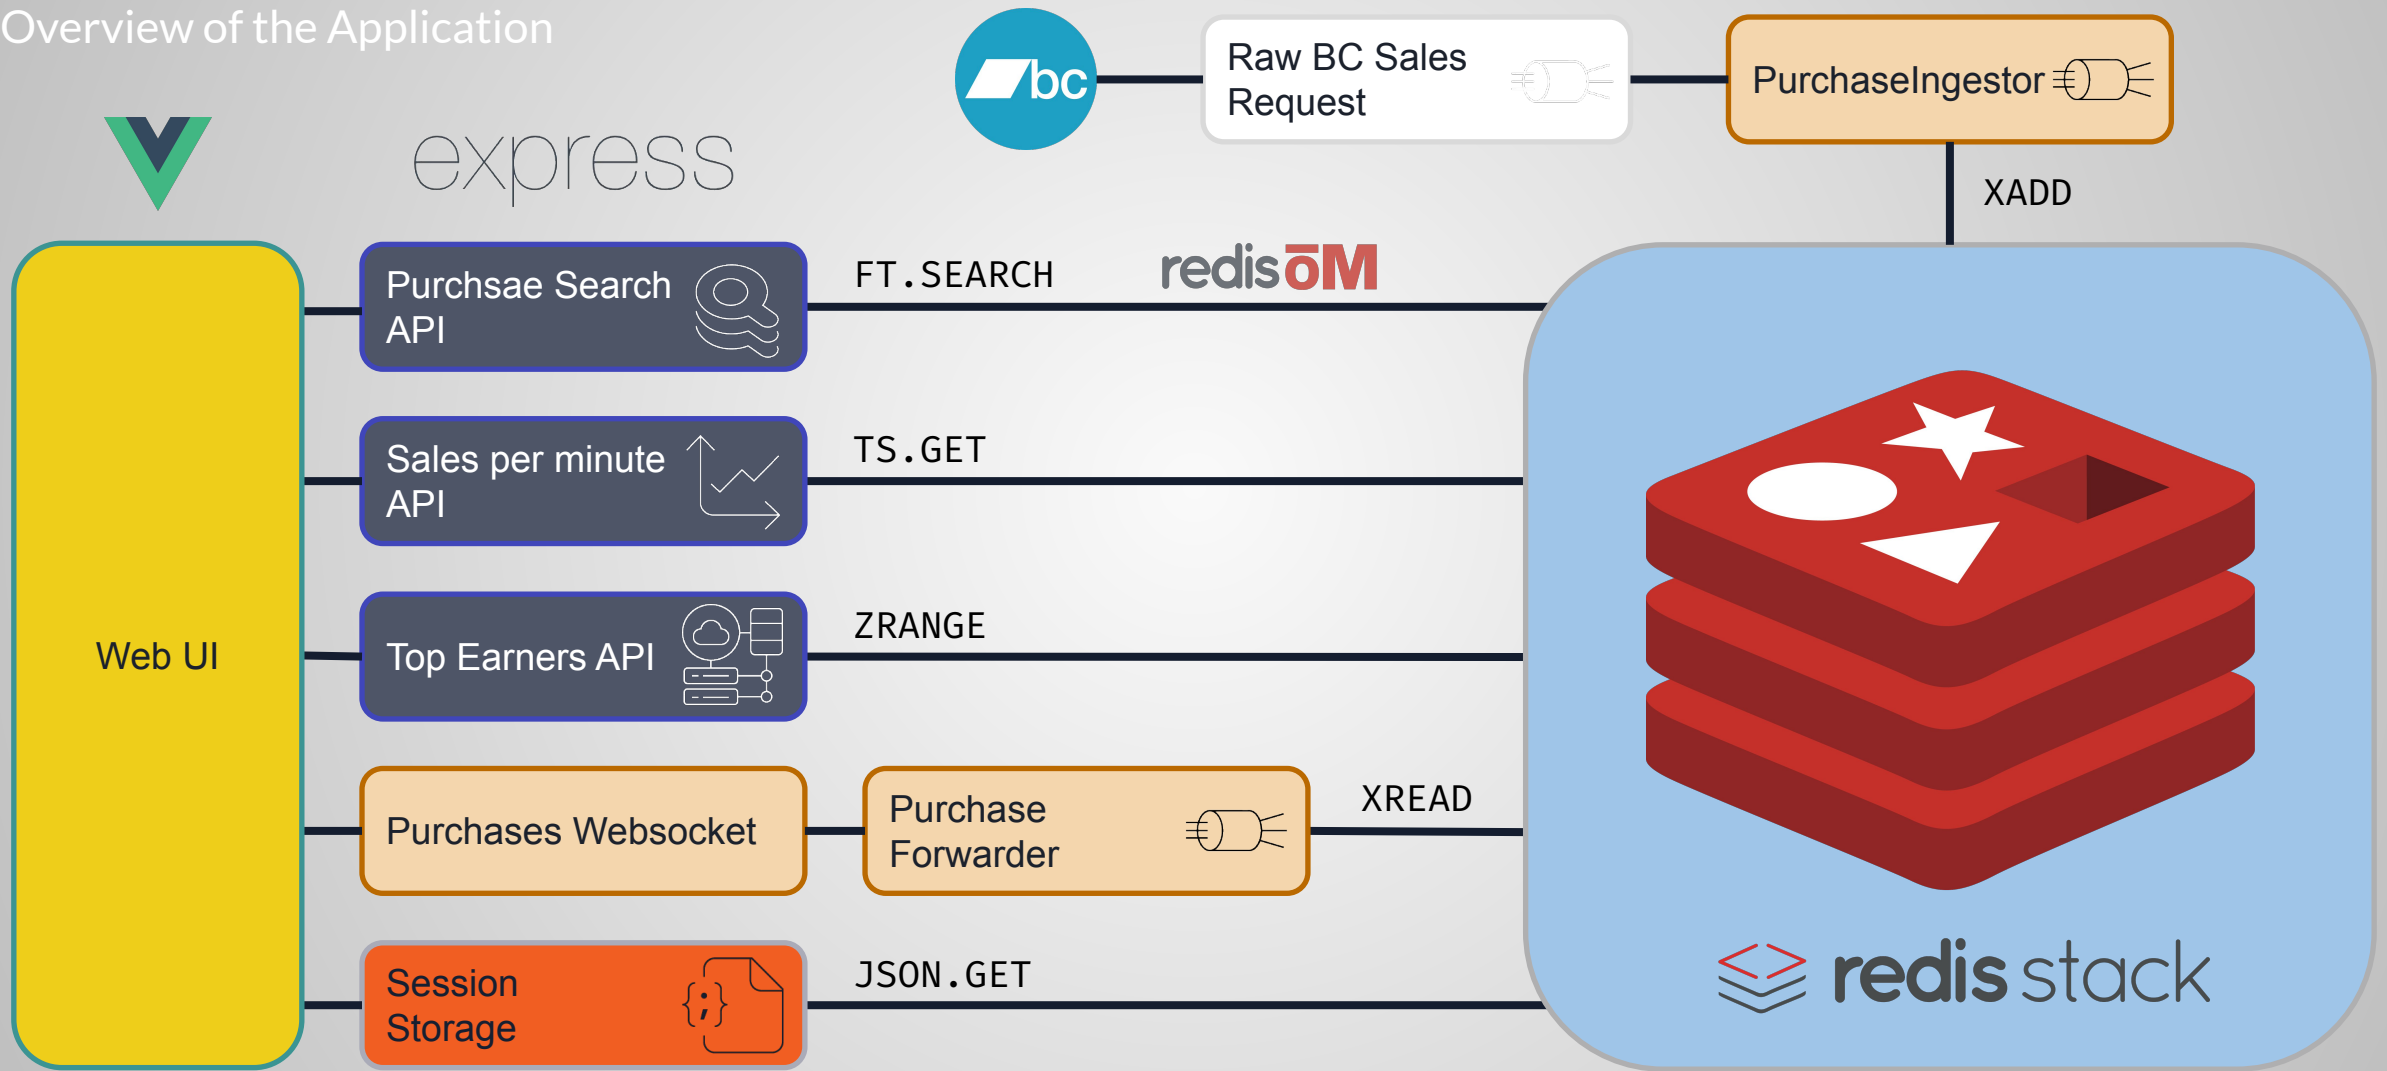 Overview of the Application
bc
Raw BC Sales
Request
PurchaseIngestor
XADD
express
Purchsae Search
API
FT.SEARCH
redisōM
Sales per minute
API
TS.GET
Web UI
Top Earners API
ZRANGE
Purchases Websocket
Purchase
Forwarder
XREAD
Session
Storage
{;}
JSON.GET
redis stack